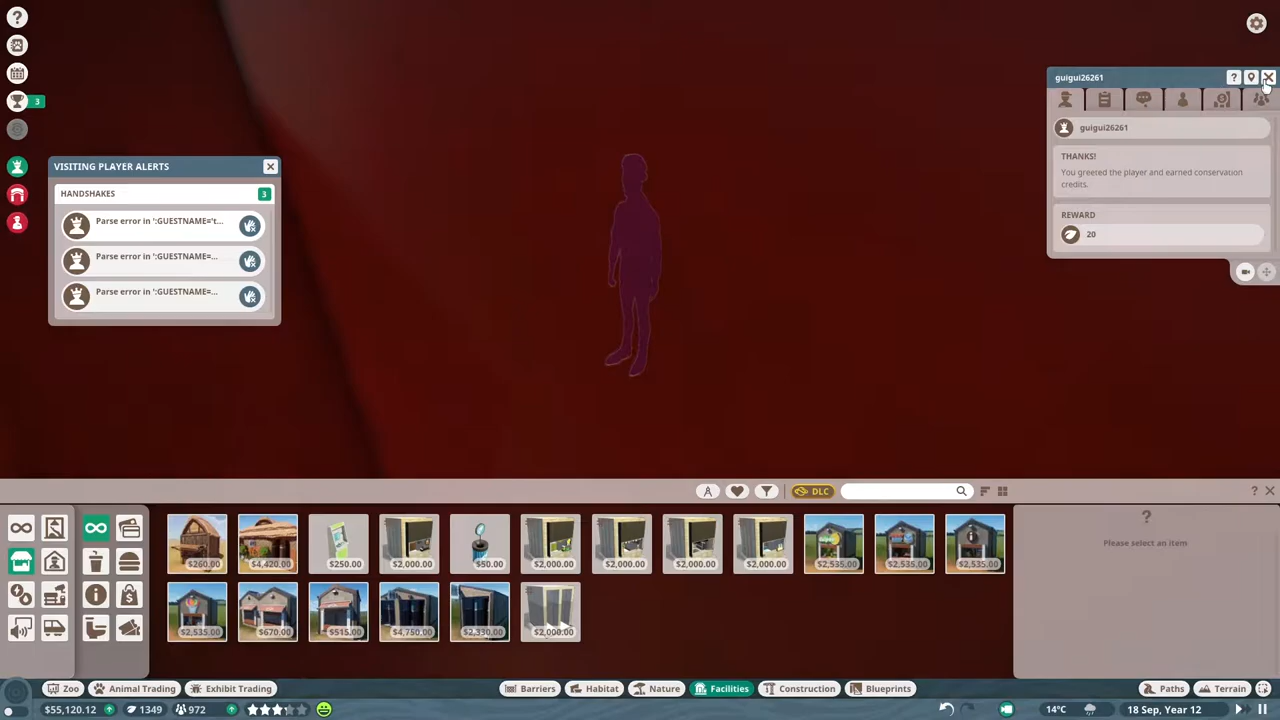 ?
3
guigui26261
?
guigui26261
VISITING PLAYER ALERTS
THANKS!
You greeted the player and earned conservation
credits.
HANDSHAKES
3
REWARD
20
Parse error in ':GUESTNAME='t...
Parse error in ':GUESTNAME=...
Parse error in ':GUESTNAME=...
DLC
?
?
Please select an item
$260.00
$4,420.00
$250.00
$2,000.00
$50.00
$2,000.00
$2,000.00
$2,000.00
$2,000.00
$2,535.00
$2,535.00
$2,535.00
$2,535.00
$670.00
$515.00
$4,750.00
$2,330.00
$2,000.00
Zoo
Animal Trading
Exhibit Trading
Barriers
Habitat
Nature
Facilities
Construction
Blueprints
Paths
Terrain
$55,120.12
1349
972
14°C
18 Sep, Year 12